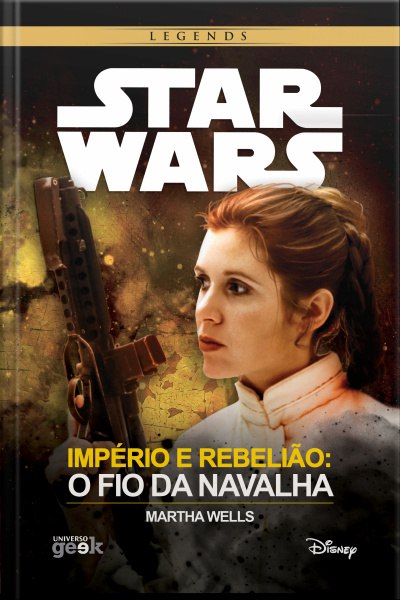 LEGENDS
STAR
WARS
IMPÉRIO E REBELIÃO:
O FIO DA NAVALHA
MARTHA WELLS
UNIVERSO
geek
Disney